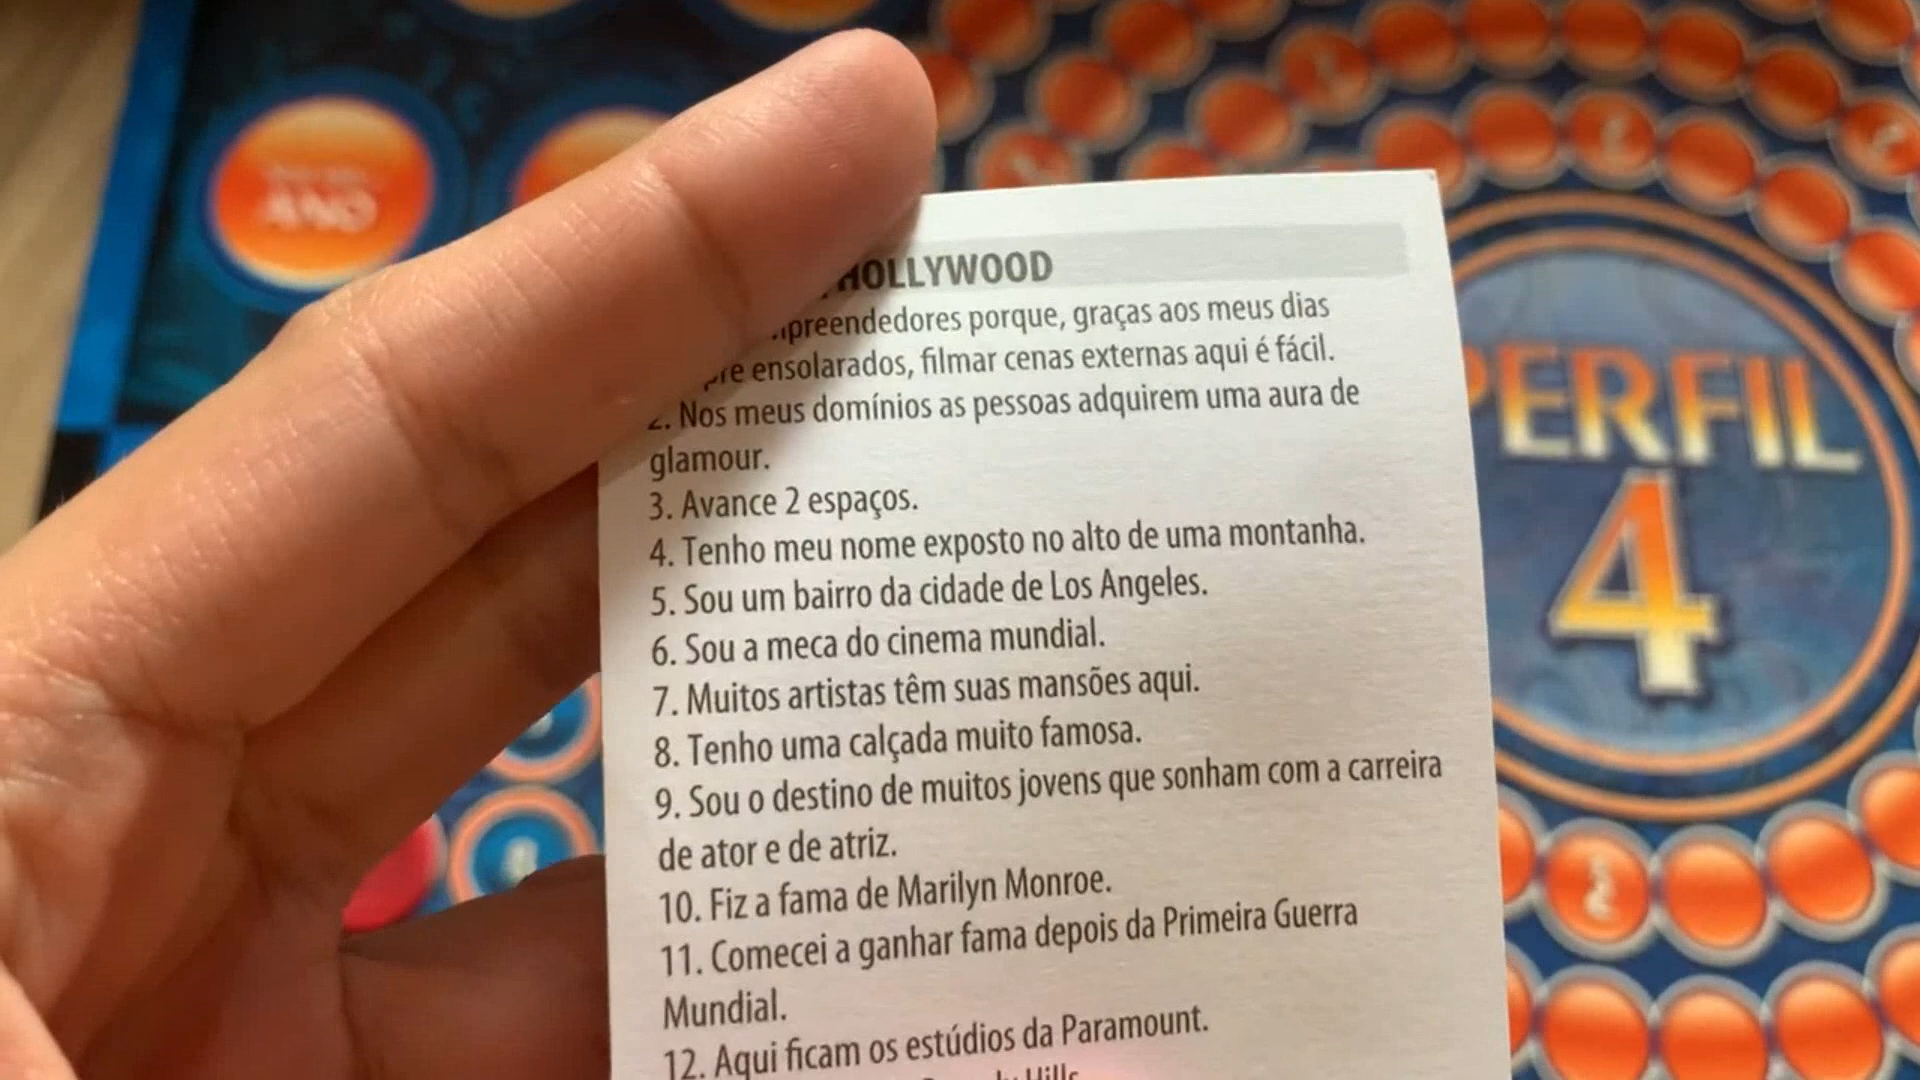 ANO
HOLLYWOOD
preendedores porque, graças aos meus dias
ensolarados, filmar cenas externas aqui é fácil.
2. Nos meus domínios as pessoas adquirem uma aura de
glamour.
3. Avance 2 espaços.
4. Tenho meu nome exposto no alto de uma montanha.
5. Sou um bairro da cidade de Los Angeles.
6. Sou a meca do cinema mundial.
7. Muitos artistas têm suas mansões aqui.
8. Tenho uma calçada muito famosa.
9. Sou o destino de muitos jovens que sonham com a carreira
de ator e de atriz.
10. Fiz a fama de Marilyn Monroe.
11. Comecei a ganhar fama depois da Primeira Guerra
Mundial.
12. Aqui ficam os estúdios da Paramount.
PERFIL
4